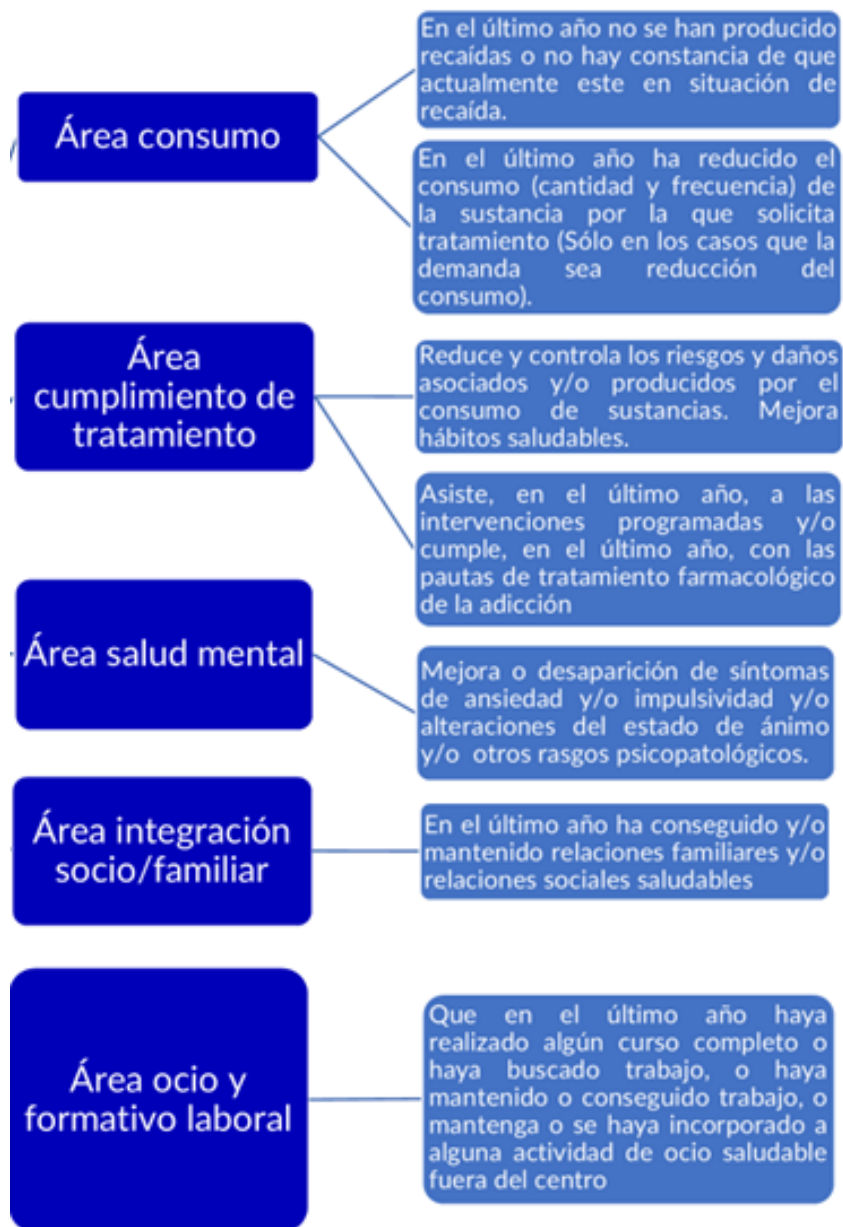 Área consumo
En el último año no se han producido
recaídas o no hay constancia de que
actualmente este en situación de
recaída.
En el último año ha reducido el
consumo (cantidad y frecuencia) de
la sustancia por la que solicita
tratamiento (Sólo en los casos que la
demanda sea reducción del
consumo).
Área
cumplimiento de
tratamiento
Reduce y controla los riesgos y daños
asociados y/o producidos por el
consumo de sustancias. Mejora
hábitos saludables.
Asiste, en el último año, a las
intervenciones programadas y/o
cumple, en el último año, con las
pautas de tratamiento farmacológico
de la adicción
Área salud mental
Mejora o desaparición de síntomas
de ansiedad y/o impulsividad y/o
alteraciones del estado de ánimo
y/o otros rasgos psicopatológicos.
Área integración
socio/familiar
En el último año ha conseguido y/o
mantenido relaciones familiares y/o
relaciones sociales saludables
Área ocio y
formativo laboral
Que en el último año haya
realizado algún curso completo o
haya buscado trabajo, o haya
mantenido o conseguido trabajo, o
mantenga o se haya incorporado a
alguna actividad de ocio saludable
fuera del centro